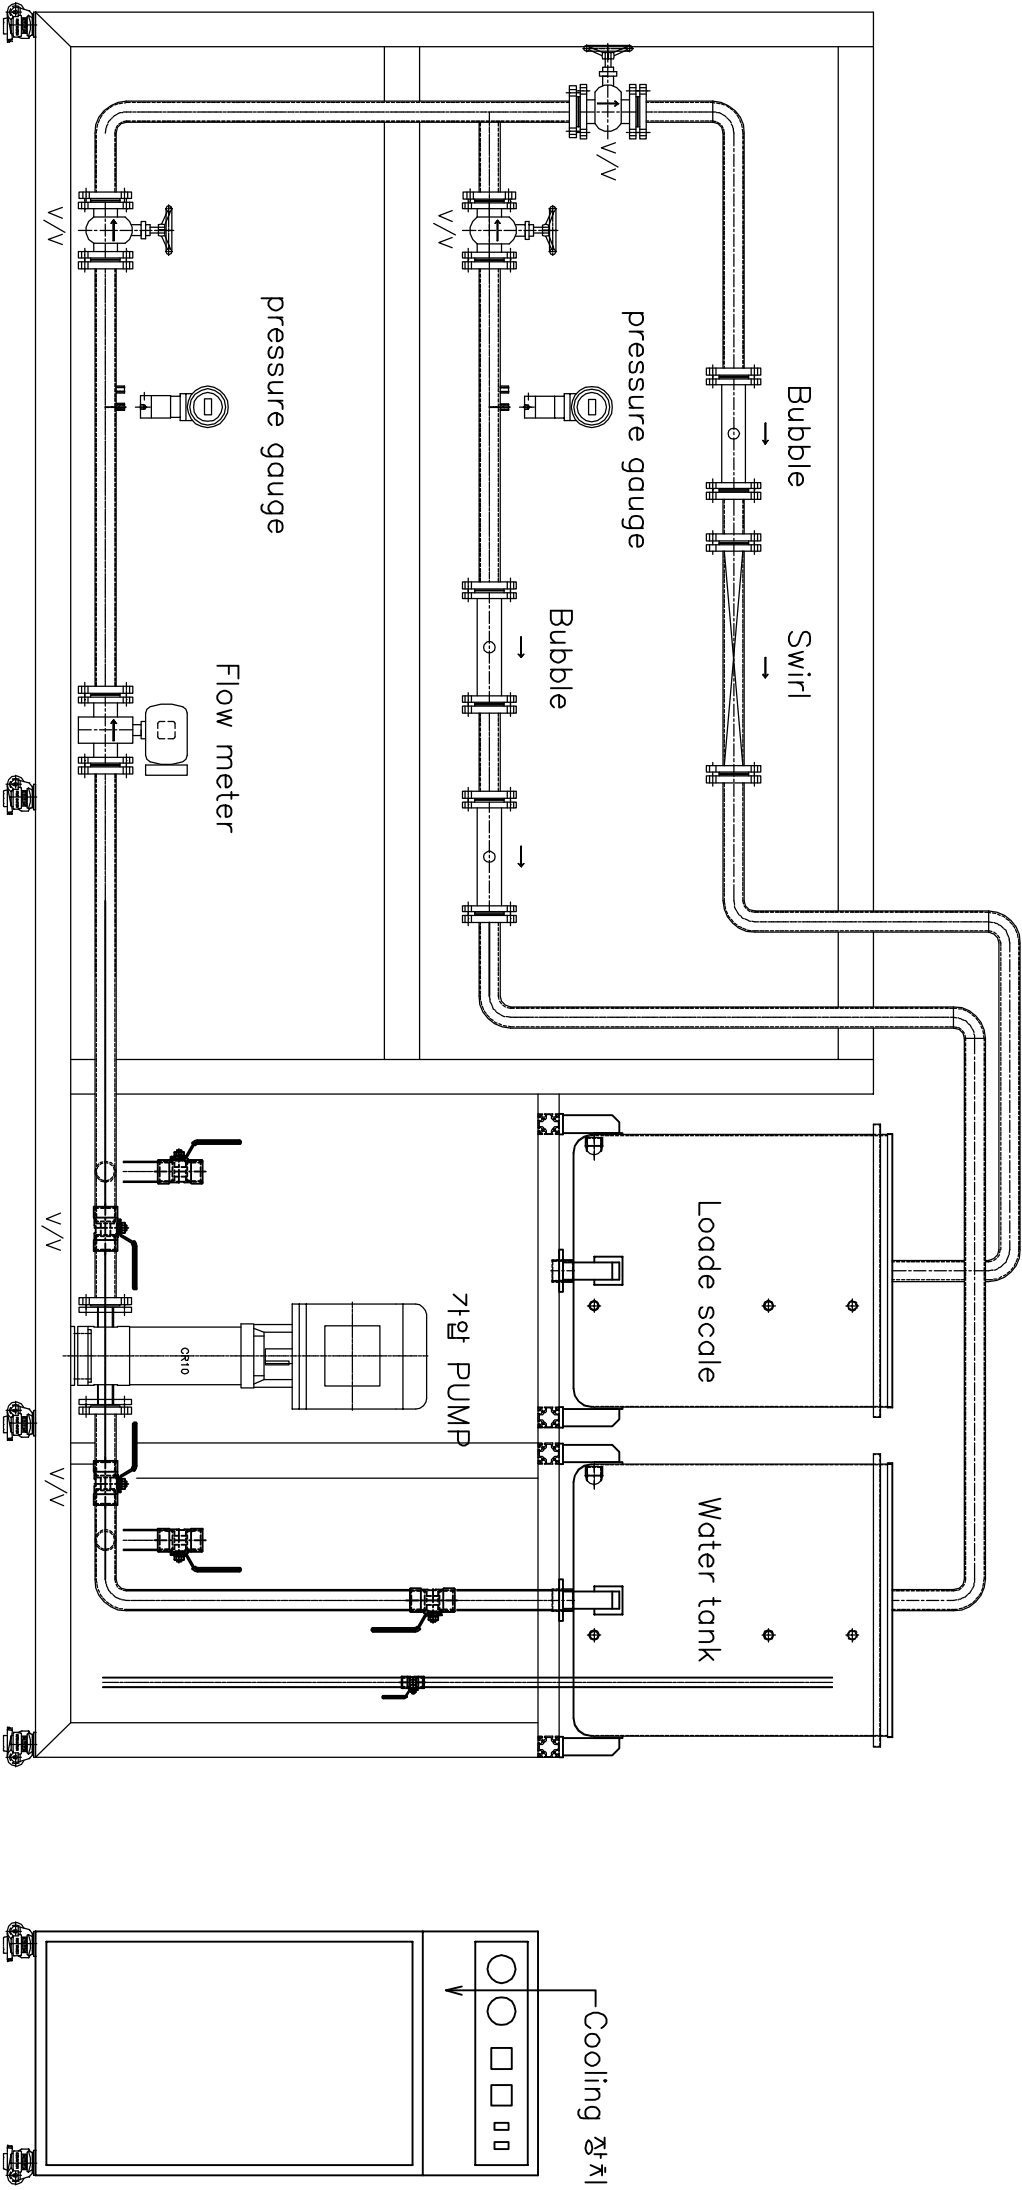 Bubble
Swirl
Loade scale
Water tank
pressure gauge
V/V
Cooling 장치
Bubble
가압 PUMP
V/V
pressure gauge
Flow meter
CR10
V/V
V/V
V/V